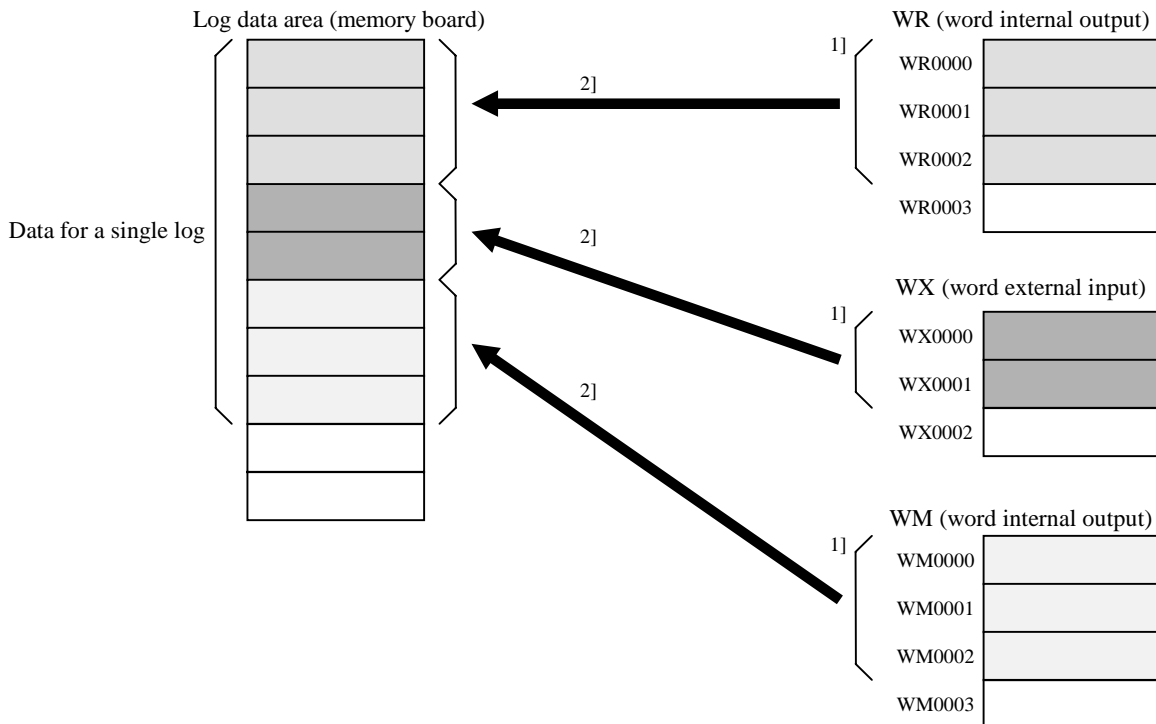 Log data area (memory board)
Data for a single log
WR (word internal output)
1]
2]
WR0000
WR0001
WR0002
WR0003
WX (word external input)
1]
2]
WX0000
WX0001
WX0002
WM (word internal output)
1]
2]
WM0000
WM0001
WM0002
WM0003